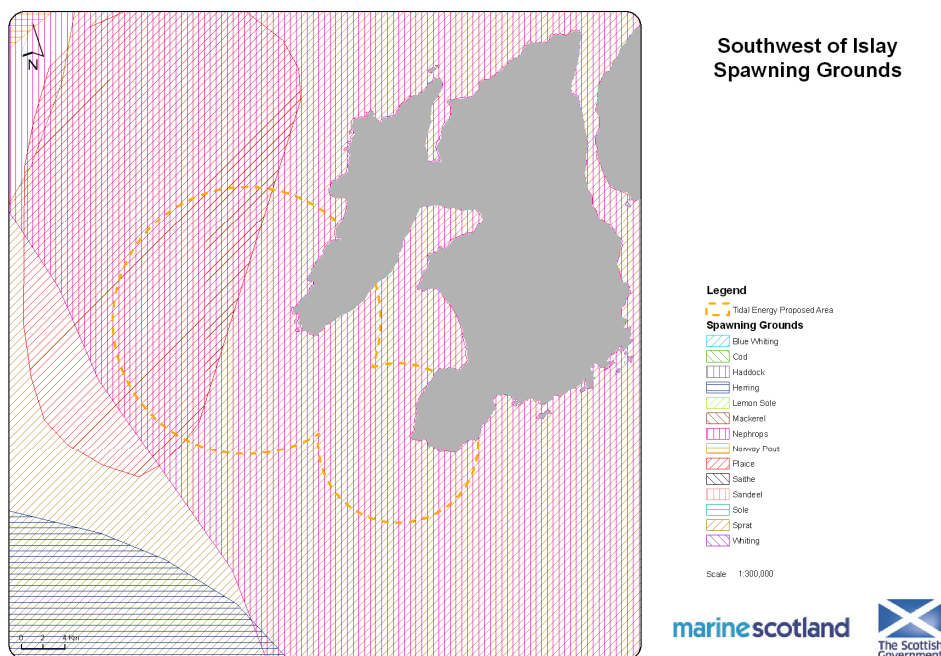 Southwest of Islay
Spawning Grounds
N
Legend
Tidal Energy Proposed Area
Spawning Grounds
Blue Whiting
Cod
Haddock
Herring
Lemon Sole
Mackerel
Nephrops
Norway Pout
Plaice
Saithe
Sandeel
Sole
Sprat
Whiting
Scale 1:300,000
0 2 4 Km
marinescotland
The Scottish
Government